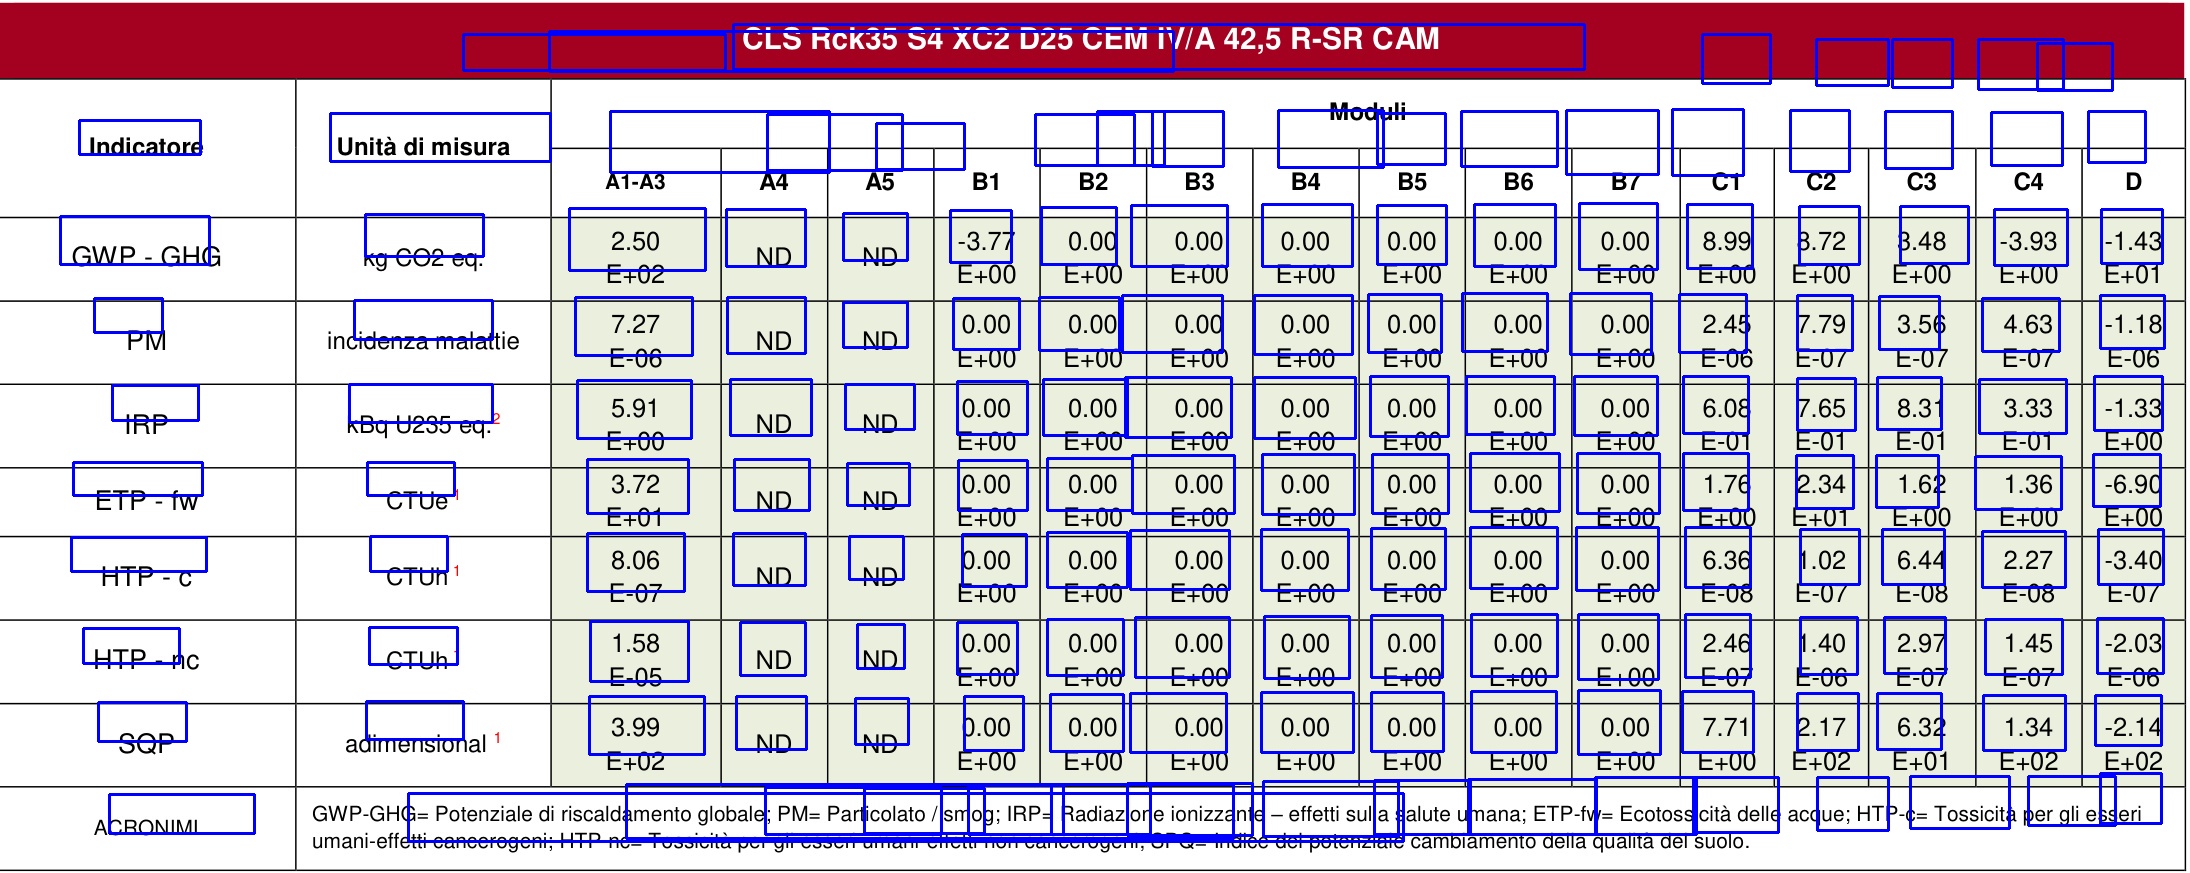 CLS Rck35 S4 XC2 D25 CEM IV/A 42,5 R-SR CAM
Indicatore Unità di misura Moduli
A1-A3 A4 A5 B1 B2 B3 B4 B5 B6 B7 C1 C2 C3 C4 D
GWP - GHG kg CO2 eq. 2.50 E+02 ND ND -3.77 E+00 0.00 E+00 0.00 E+00 0.00 E+00 0.00 E+00 0.00 E+00 0.00 E+00 8.99 E+00 8.72 E+00 3.48 E+00 -3.93 E+00 -1.43 E+01
PM incidenza malattie 7.27 E-06 ND ND 0.00 E+00 0.00 E+00 0.00 E+00 0.00 E+00 0.00 E+00 0.00 E+00 0.00 E+00 2.45 E-06 7.79 E-07 3.56 E-07 4.63 E-07 -1.18 E-06
IRP kBq U235 eq.2 5.91 E+00 ND ND 0.00 E+00 0.00 E+00 0.00 E+00 0.00 E+00 0.00 E+00 0.00 E+00 0.00 E+00 6.08 E-01 7.65 E-01 8.31 E-01 3.33 E-01 -1.33 E+00
ETP - fw CTUe 1 3.72 E+01 ND ND 0.00 E+00 0.00 E+00 0.00 E+00 0.00 E+00 0.00 E+00 0.00 E+00 0.00 E+00 1.76 E+00 2.34 E+01 1.62 E+00 1.36 E+00 -6.90 E+00
HTP - c CTUh 1 8.06 E-07 ND ND 0.00 E+00 0.00 E+00 0.00 E+00 0.00 E+00 0.00 E+00 0.00 E+00 0.00 E+00 6.36 E-08 1.02 E-07 6.44 E-08 2.27 E-08 -3.40 E-07
HTP - nc CTUh 1 1.58 E-05 ND ND 0.00 E+00 0.00 E+00 0.00 E+00 0.00 E+00 0.00 E+00 0.00 E+00 0.00 E+00 2.46 E-07 1.40 E-06 2.97 E-07 1.45 E-07 -2.03 E-06
SQP adimensional 1 3.99 E+02 ND ND 0.00 E+00 0.00 E+00 0.00 E+00 0.00 E+00 0.00 E+00 0.00 E+00 0.00 E+00 7.71 E+00 2.17 E+02 6.32 E+01 1.34 E+02 -2.14 E+02
ACRONIMI GWP-GHG= Potenziale di riscaldamento globale; PM= Particolato / smog; IRP= Radiazione ionizzante – effetti sulla salute umana; ETP-fw= Ecotossicità delle acque; HTP-c= Tossicità per gli esseri
umani-effetti cancerogeni; HTP-nc= Tossicità per gli esseri umani-effetti non cancerogeni; SPQ= Indice del potenziale cambiamento della qualità del suolo.